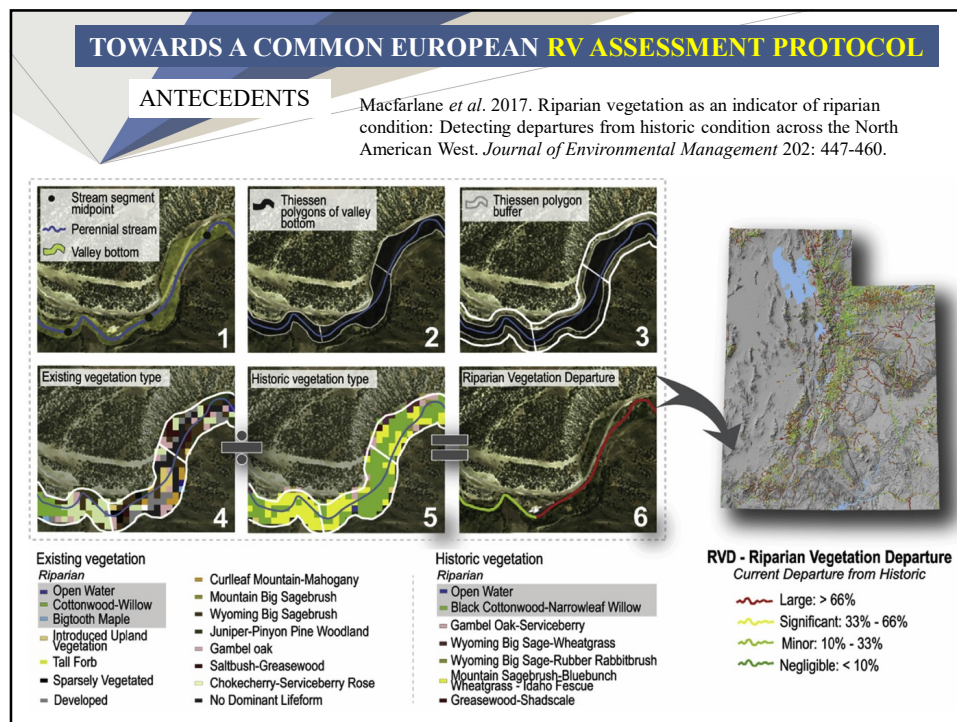 TOWARDS A COMMON EUROPEAN RV ASSESSMENT PROTOCOL
ANTECEDENTS
Macfarlane et al. 2017. Riparian vegetation as an indicator of riparian
condition: Detecting departures from historic condition across the North
American West. Journal of Environmental Management 202: 447-460.
Stream segment
midpoint
Perennial stream
Valley bottom
1
Thiessen
polygons of valley
bottom
2
Thiessen polygon
buffer
3
Existing vegetation type
4
Historic vegetation type
5
Riparian Vegetation Departure
6
Existing vegetation
Riparian
Open Water
Cottonwood-Willow
Bigtooth Maple
Introduced Upland
Vegetation
Tall Forb
Sparsely Vegetated
Developed
Curlleaf Mountain-Mahogany
Mountain Big Sagebrush
Wyoming Big Sagebrush
Juniper-Pinyon Pine Woodland
Gambel oak
Saltbush-Greasewood
Chokecherry-Serviceberry Rose
No Dominant Lifeform
Historic vegetation
Riparian
Open Water
Black Cottonwood-Narrowleaf Willow
Gambel Oak-Serviceberry
Wyoming Big Sage-Wheatgrass
Wyoming Big Sage-Rubber Rabbitbrush
Mountain Sagebrush-Bluebunch
Wheatgrass - Idaho Fescue
Greasewood-Shadscale
RVD - Riparian Vegetation Departure
Current Departure from Historic
Large: > 66%
Significant: 33% - 66%
Minor: 10% - 33%
Negligible: < 10%